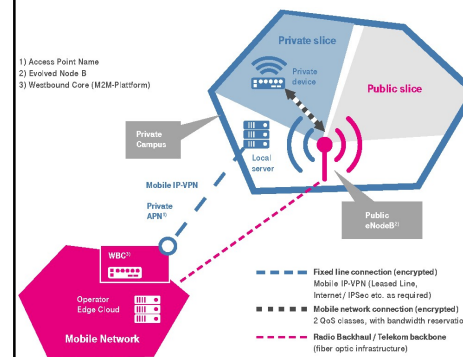 1) Access Point Name
2) Evolved Node B
3) Westbound Core (M2M-Plattform)
Private slice
Private
device
Public slice
Private
Campus
Local
server
Mobile IP-VPN
Private
APN¹⁾
Public
eNodeB²⁾
WBC³⁾
Operator
Edge Cloud
Mobile Network
Fixed line connection (encrypted)
Mobile IP-VPN (Leased Line,
Internet/ IPSec etc. as required)
Mobile network connection (encrypted)
2 QoS classes, with bandwidth reservatio
Radio Backhaul / Telekom backbone
(fiber optic infrastructure)